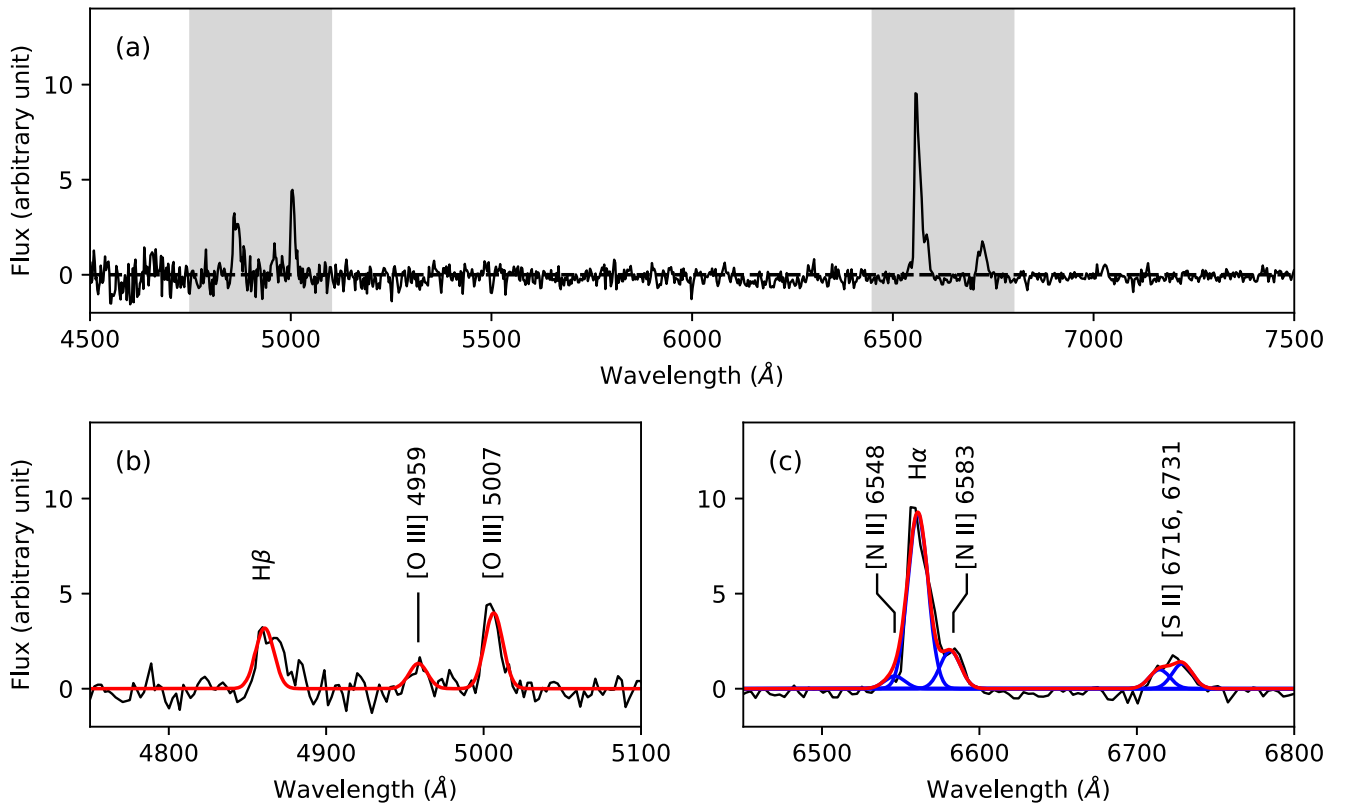 (a)
Flux (arbitrary unit)
10
5
0
4500 5000 5500 6000 6500 7000 7500
Wavelength (Å)
(b)
Flux (arbitrary unit)
10
5
0
Hβ
[O III] 4959
[O III] 5007
4800 4900 5000 5100
Wavelength (Å)
(c)
10
5
0
[N II] 6548
Hα
[N II] 6583
[S II] 6716, 6731
6500 6600 6700 6800
Wavelength (Å)